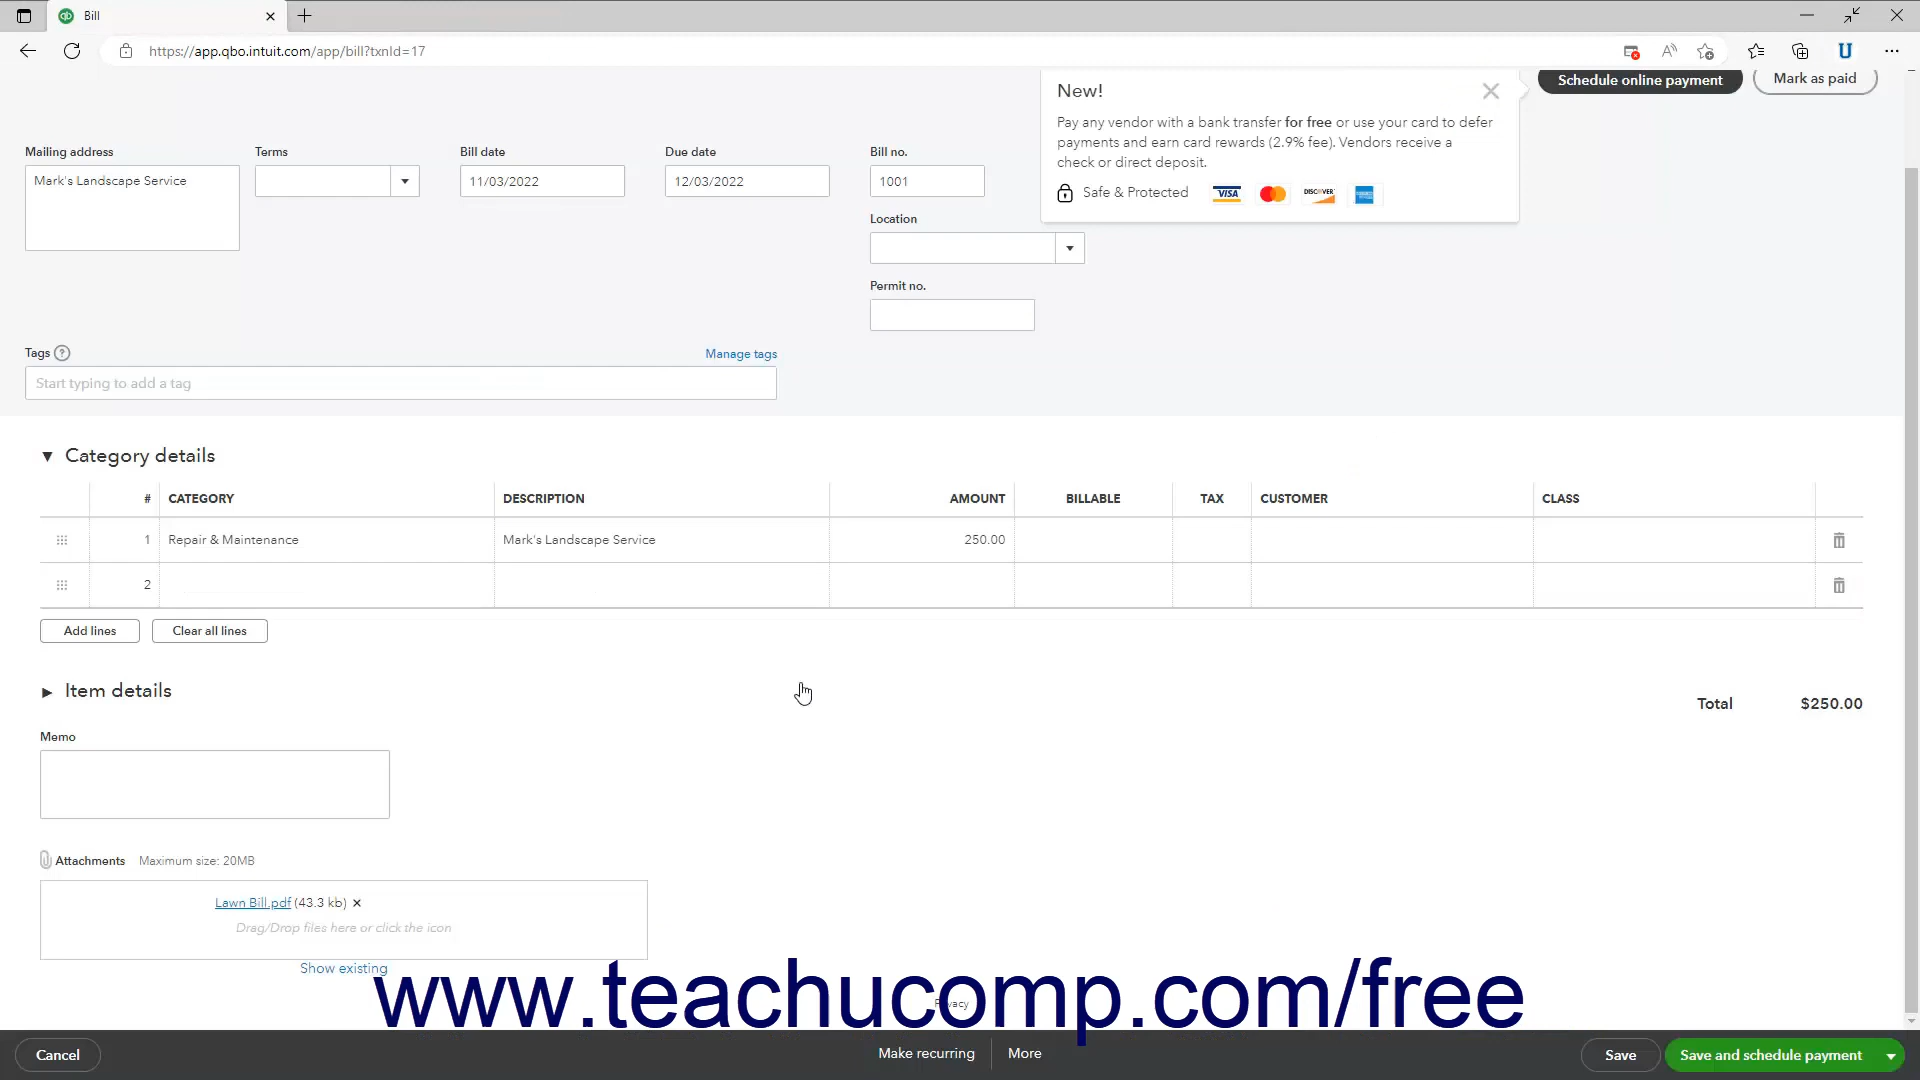 Bill
https://app.qbo.intuit.com/app/bill?txnId=17
New!
Schedule online payment
Mark as paid
Pay any vendor with a bank transfer for free or use your card to defer
payments and earn card rewards (2.9% fee). Vendors receive a
check or direct deposit.
Safe & Protected
VISA
DISCOVER
Mailing address
Terms
Bill date
Due date
Bill no.
Mark's Landscape Service
11/03/2022
12/03/2022
1001
Location
Permit no.
Tags ?
Manage tags
Start typing to add a tag
Category details
# CATEGORY DESCRIPTION AMOUNT BILLABLE TAX CUSTOMER CLASS
1 Repair & Maintenance Mark's Landscape Service 250.00
2
Add lines
Clear all lines
Item details
Total $250.00
Memo
Attachments Maximum size: 20MB
Lawn Bill.pdf (43.3 kb) ×
Drag/Drop files here or click the icon
Show existing
www.teachucomp.com/free
Cancel
Make recurring
More
Save
Save and schedule payment